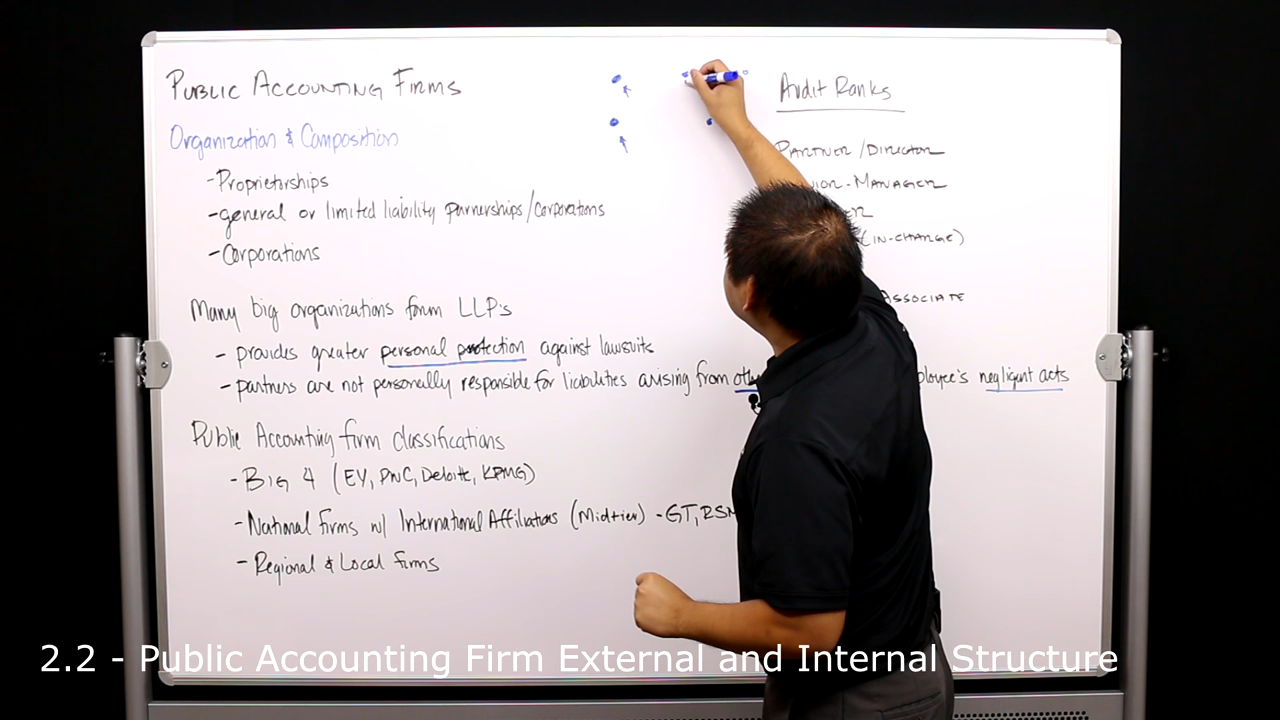 Public Accounting Firms
Organization & Composition
- Proprietorships
- general or limited liability parnerships/Corporations
- Corporations
Many big organizations form LLP's
- provides greater personal protection against lawsuits
- partners are not personally responsible for liabilities arising from negligent acts
Public Accounting firm classifications
- Big 4 (EY, PWC, Deloitte, KPMG)
- National Firms w/ International Affiliations (Midtier) - GT, RSM
- Regional & Local Firms
Audit Ranks
Partner/Director
Manager
(in-charge)
Associate
2.2 - Public Accounting Firm External and Internal Structure